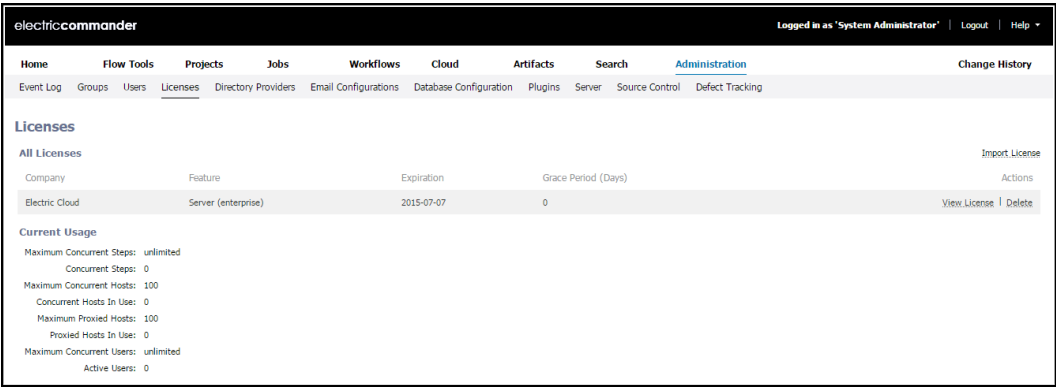 electriccommander Logged in as 'System Administrator' | Logout | Help
Home Flow Tools Projects Jobs Workflows Cloud Artifacts Search Administration Change History
Event Log Groups Users Licenses Directory Providers Email Configurations Database Configuration Plugins Server Source Control Defect Tracking
Licenses
All Licenses Import License
Company Feature Expiration Grace Period (Days) Actions
Electric Cloud Server (enterprise) 2015-07-07 0 View License | Delete
Current Usage
Maximum Concurrent Steps: unlimited
Concurrent Steps: 0
Maximum Concurrent Hosts: 100
Concurrent Hosts In Use: 0
Maximum Proxied Hosts: 100
Proxied Hosts In Use: 0
Maximum Concurrent Users: unlimited
Active Users: 0